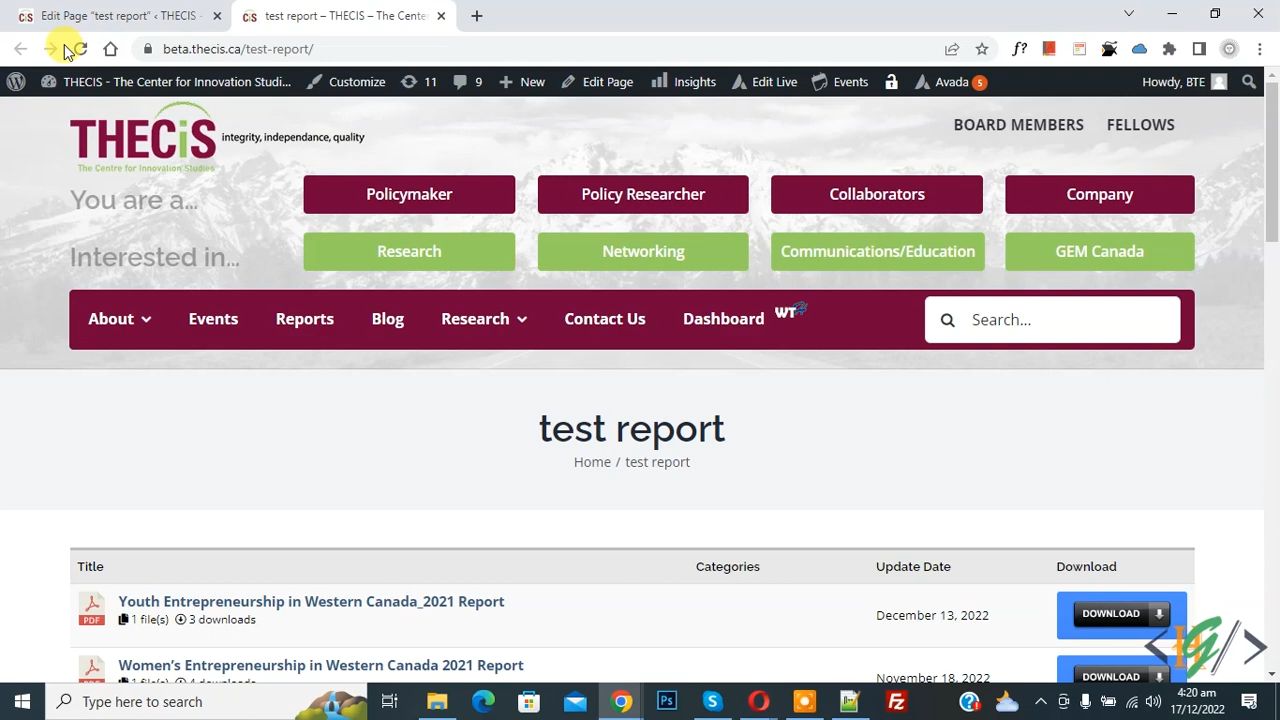 Edit Page “test report” ‹ THECIS -
test report – THECIS – The Cente
beta.thecis.ca/test-report/
f?
THECIS - The Center for Innovation Studi...
Customize
11
9
New
Edit Page
Insights
Edit Live
Events
Avada 5
Howdy, BTE
THECiS integrity, independance, quality
The Centre for Innovation Studies
BOARD MEMBERS FELLOWS
You are a...
Policymaker
Policy Researcher
Collaborators
Company
Interested in...
Research
Networking
Communications/Education
GEM Canada
About
Events
Reports
Blog
Research
Contact Us
Dashboard
WT
Search...
test report
Home / test report
Title Categories Update Date Download
PDF
Youth Entrepreneurship in Western Canada_2021 Report
1 file(s) 3 downloads
December 13, 2022
DOWNLOAD
Women’s Entrepreneurship in Western Canada 2021 Report
November 18, 2022
DOWNLOAD
Type here to search
Ps
4:20 am
17/12/2022